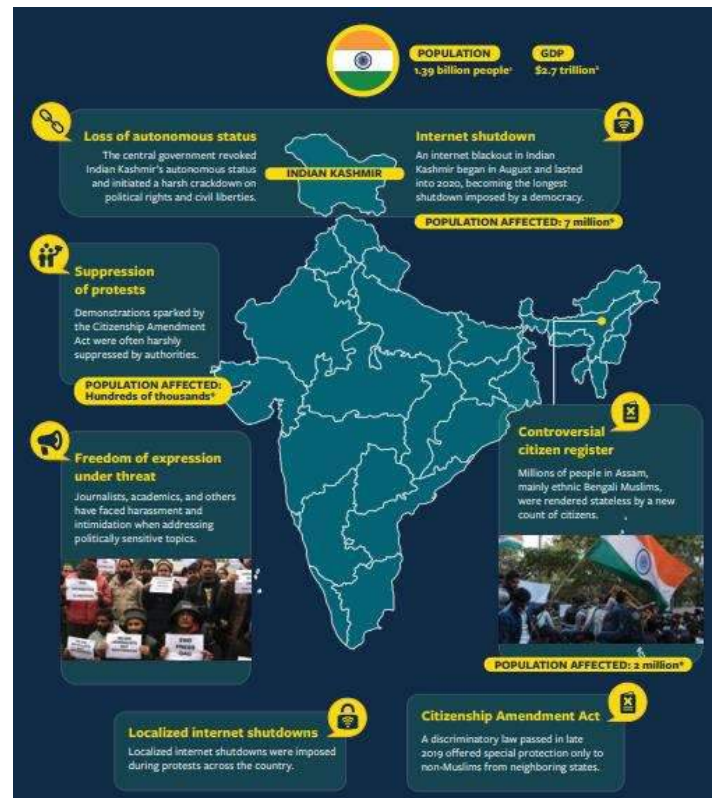 POPULATION
1.39 billion people¹
GDP
$2.7 trillion²
Loss of autonomous status
The central government revoked
Indian Kashmir's autonomous status
and initiated a harsh crackdown on
political rights and civil liberties.
INDIAN KASHMIR
Internet shutdown
An internet blackout in Indian
Kashmir began in August and lasted
into 2020, becoming the longest
shutdown imposed by a democracy.
POPULATION AFFECTED: 7 million*
Suppression
of protests
Demonstrations sparked by
the Citizenship Amendment
Act were often harshly
suppressed by authorities.
POPULATION AFFECTED:
Hundreds of thousands*
Freedom of expression
under threat
Journalists, academics, and others
have faced harassment and
intimidation when addressing
politically sensitive topics.
END
PRESS
GAG
Controversial
citizen register
Millions of people in Assam,
mainly ethnic Bengali Muslims,
were rendered stateless by a new
count of citizens.
POPULATION AFFECTED: 2 million*
Localized internet shutdowns
Localized internet shutdowns were imposed
during protests across the country.
Citizenship Amendment Act
A discriminatory law passed in late
2019 offered special protection only to
non-Muslims from neighboring states.